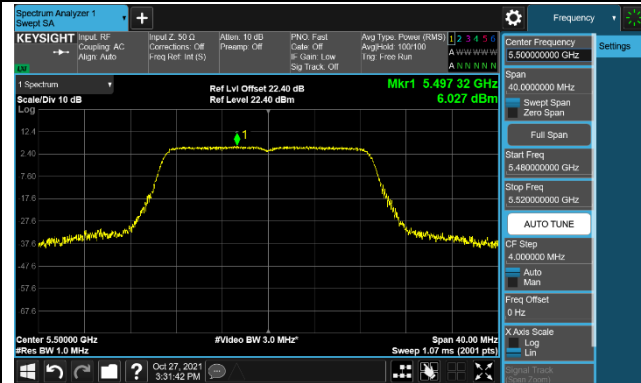 Spectrum Analyzer 1
Swept SA
Frequency
KEYSIGHT
Input: RF
Coupling: AC
Align: Auto
Input Z: 50 Ω
Corrections: Off
Freq Ref: Int (S)
Atten: 10 dB
Preamp: Off
PNO: Fast
Gate: Off
IF Gain: Low
Sig Track: Off
Avg Type: Power (RMS)
Avg|Hold: 100/100
Trig: Free Run
1 2 3 4 5 6
A W W W W W
A N N N N N
LXI
1 Spectrum
Scale/Div 10 dB
Log
Ref Lvl Offset 22.40 dB
Ref Level 22.40 dBm
Mkr1 5.497 32 GHz
6.027 dBm
1
12.4
2.40
-7.60
-17.6
-27.6
-37.6
-47.6
-57.6
-67.6
Center 5.50000 GHz
#Res BW 1.0 MHz
#Video BW 3.0 MHz*
Span 40.00 MHz
Sweep 1.07 ms (2001 pts)
Oct 27, 2021
3:31:42 PM
Center Frequency
5.500000000 GHz
Span
40.0000000 MHz
Swept Span
Zero Span
Full Span
Start Freq
5.480000000 GHz
Stop Freq
5.520000000 GHz
AUTO TUNE
CF Step
4.000000 MHz
Auto
Man
Freq Offset
0 Hz
X Axis Scale
Log
Lin
Signal Track
(Span Zoom)
Settings